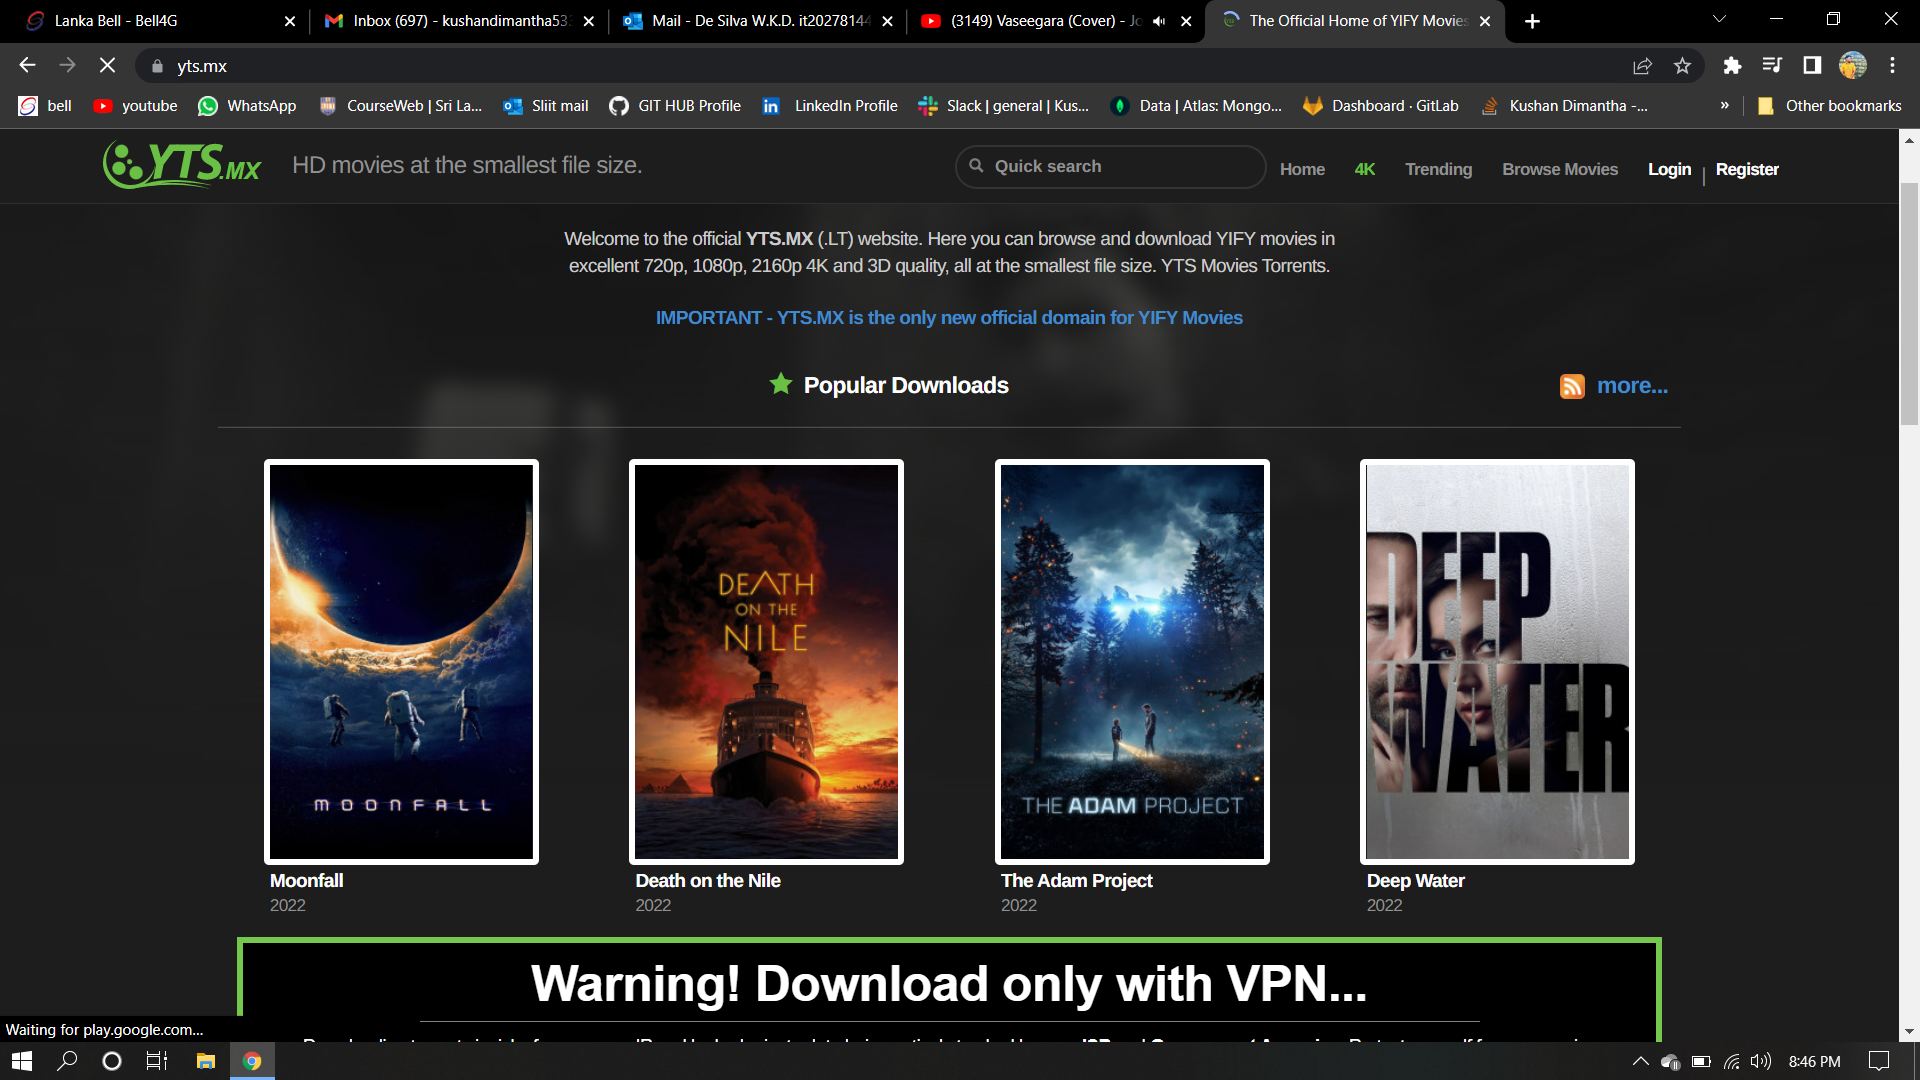 Lanka Bell - Bell4G
Inbox (697) - kushandimantha53
Mail - De Silva W.K.D. it20278144
(3149) Vaseegara (Cover) - Jo
The Official Home of YIFY Movies
yts.mx
bell
youtube
WhatsApp
CourseWeb | Sri La...
Sliit mail
GIT HUB Profile
LinkedIn Profile
Slack | general | Kus...
Data | Atlas: Mongo...
Dashboard · GitLab
Kushan Dimantha -...
»
Other bookmarks
YTS.MX
HD movies at the smallest file size.
Quick search
Home
4K
Trending
Browse Movies
Login
|
Register
Welcome to the official YTS.MX (.LT) website. Here you can browse and download YIFY movies in
excellent 720p, 1080p, 2160p 4K and 3D quality, all at the smallest file size. YTS Movies Torrents.
IMPORTANT - YTS.MX is the only new official domain for YIFY Movies
Popular Downloads
more...
MOONFALL
DEATH
ON THE
NILE
THE ADAM PROJECT
DEEP
WATER
Moonfall
2022
Death on the Nile
2022
The Adam Project
2022
Deep Water
2022
Warning! Download only with VPN...
Waiting for play.google.com...
8:46 PM